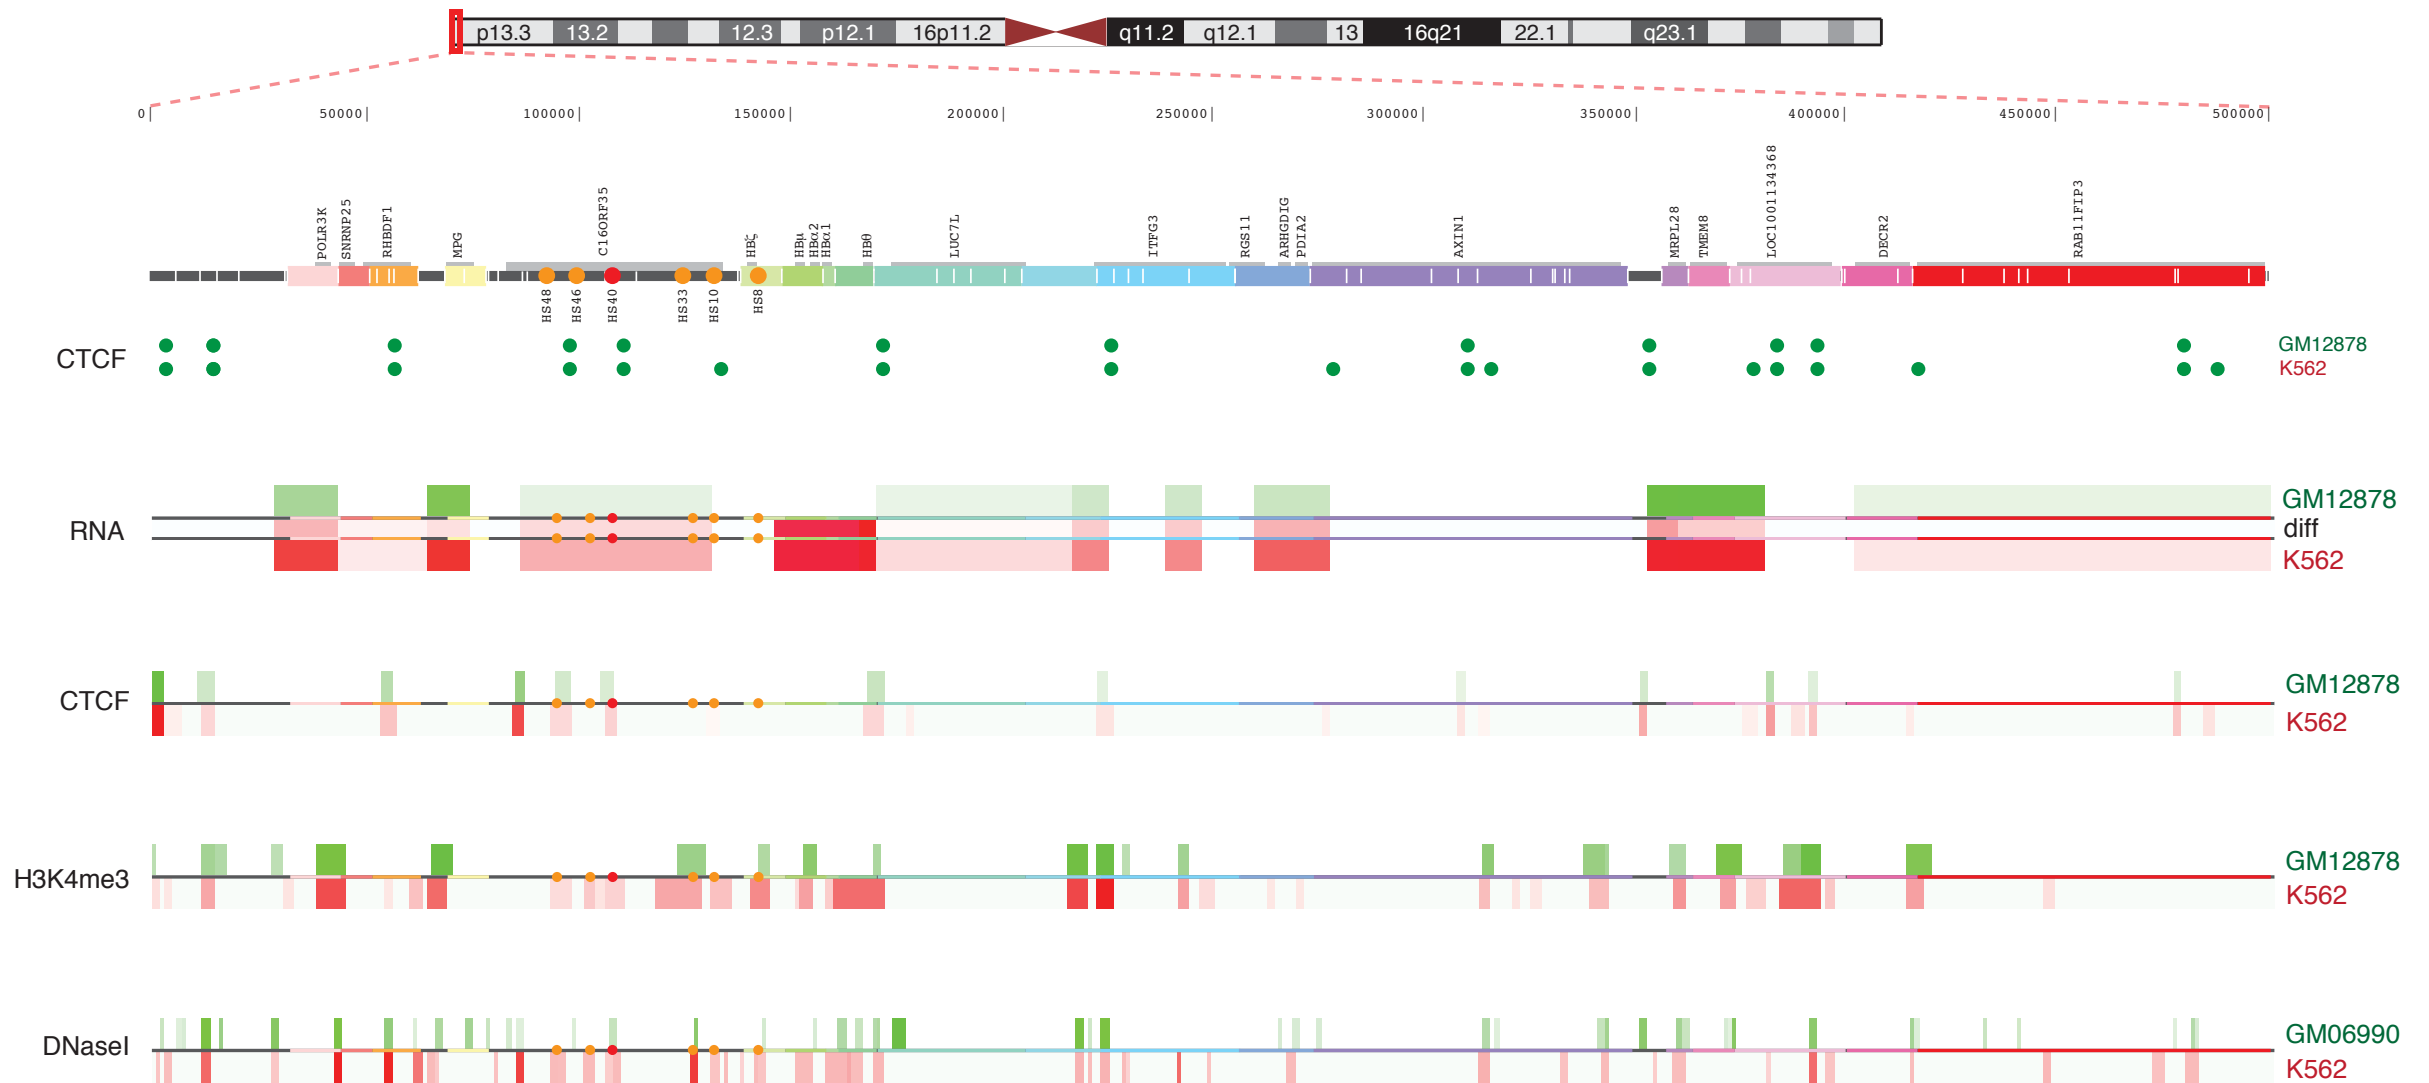 p13.3 13.2 12.3 p12.1 16p11.2 q11.2 q12.1 13 16q21 22.1 q23.1
0 50000 100000 150000 200000 250000 300000 350000 400000 450000 500000
POLR3K SNRNP25 RHBDF1 MPG C16ORF35 HBζ HBμ HBα2 HBα1 HBθ LUC7L ITFG3 RGS11 ARHGDIG PDIA2 AXIN1 MRPL28 TMEM8 LOC100134368 DECR2 RAB11FIP3
HS48 HS46 HS40 HS33 HS10 HS8
CTCF GM12878
K562
RNA GM12878
diff
K562
CTCF GM12878
K562
H3K4me3 GM12878
K562
DNaseI GM06990
K562